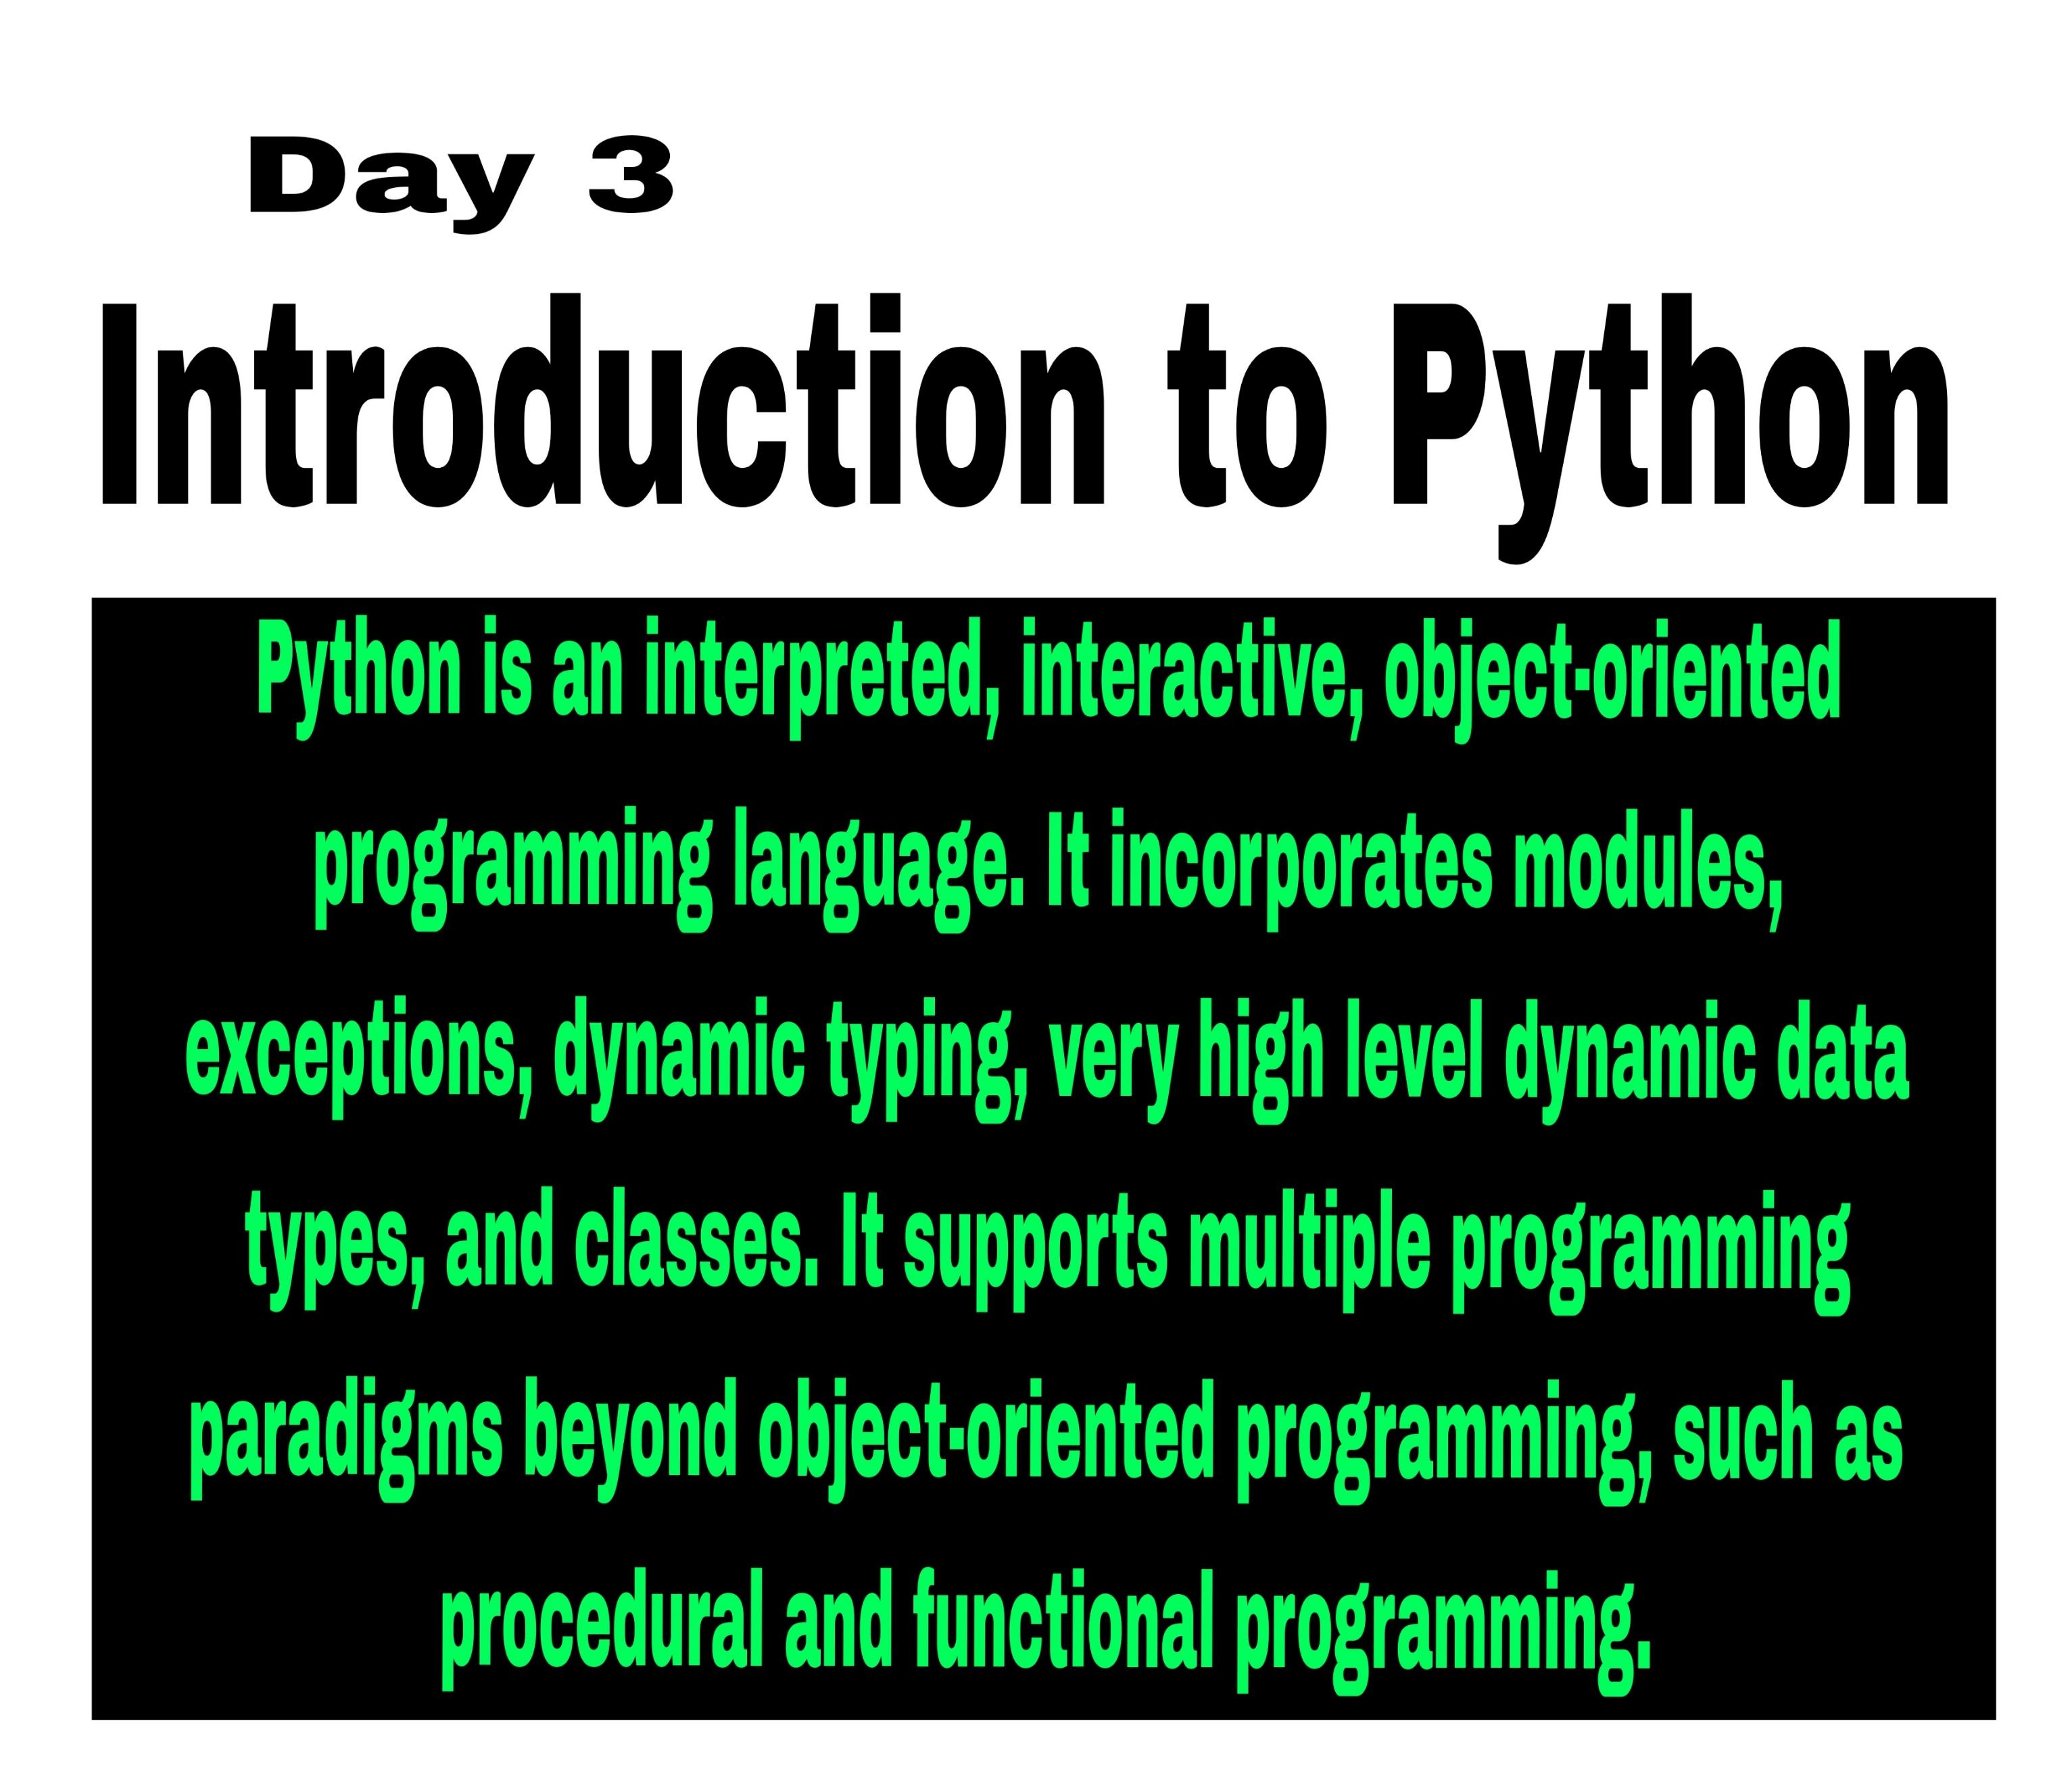 Day 3
Introduction to Python
Python is an interpreted, interactive, object-oriented
programming language. It incorporates modules,
exceptions, dynamic typing, very high level dynamic data
types, and classes. It supports multiple programming
paradigms beyond object-oriented programming, such as
procedural and functional programming.